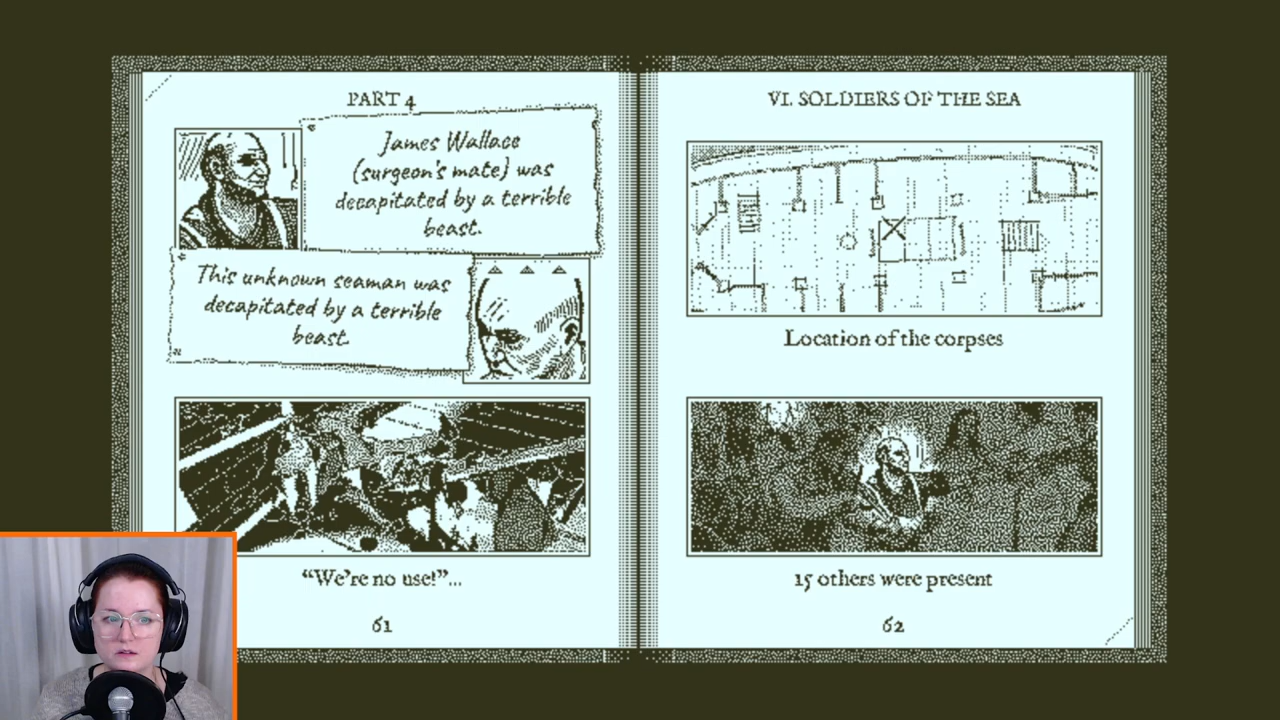 PART 4
James Wallace
(surgeon's mate) was
decapitated by a terrible
beast.
This unknown seaman was
decapitated by a terrible
beast.
“We're no use!”...
61
VI. SOLDIERS OF THE SEA
Location of the corpses
15 others were present
62